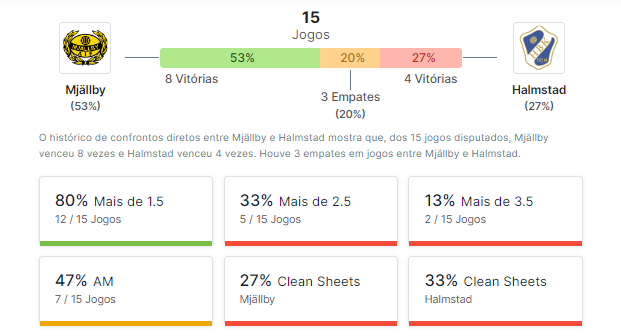 15
Jogos
53%
20%
27%
8 Vitórias
4 Vitórias
3 Empates
(20%)
Mjällby
(53%)
Halmstad
(27%)
O histórico de confrontos diretos entre Mjällby e Halmstad mostra que, dos 15 jogos disputados, Mjällby
venceu 8 vezes e Halmstad venceu 4 vezes. Houve 3 empates em jogos entre Mjällby e Halmstad.
80% Mais de 1.5
12 / 15 Jogos
33% Mais de 2.5
5 / 15 Jogos
13% Mais de 3.5
2 / 15 Jogos
47% AM
7 / 15 Jogos
27% Clean Sheets
Mjällby
33% Clean Sheets
Halmstad